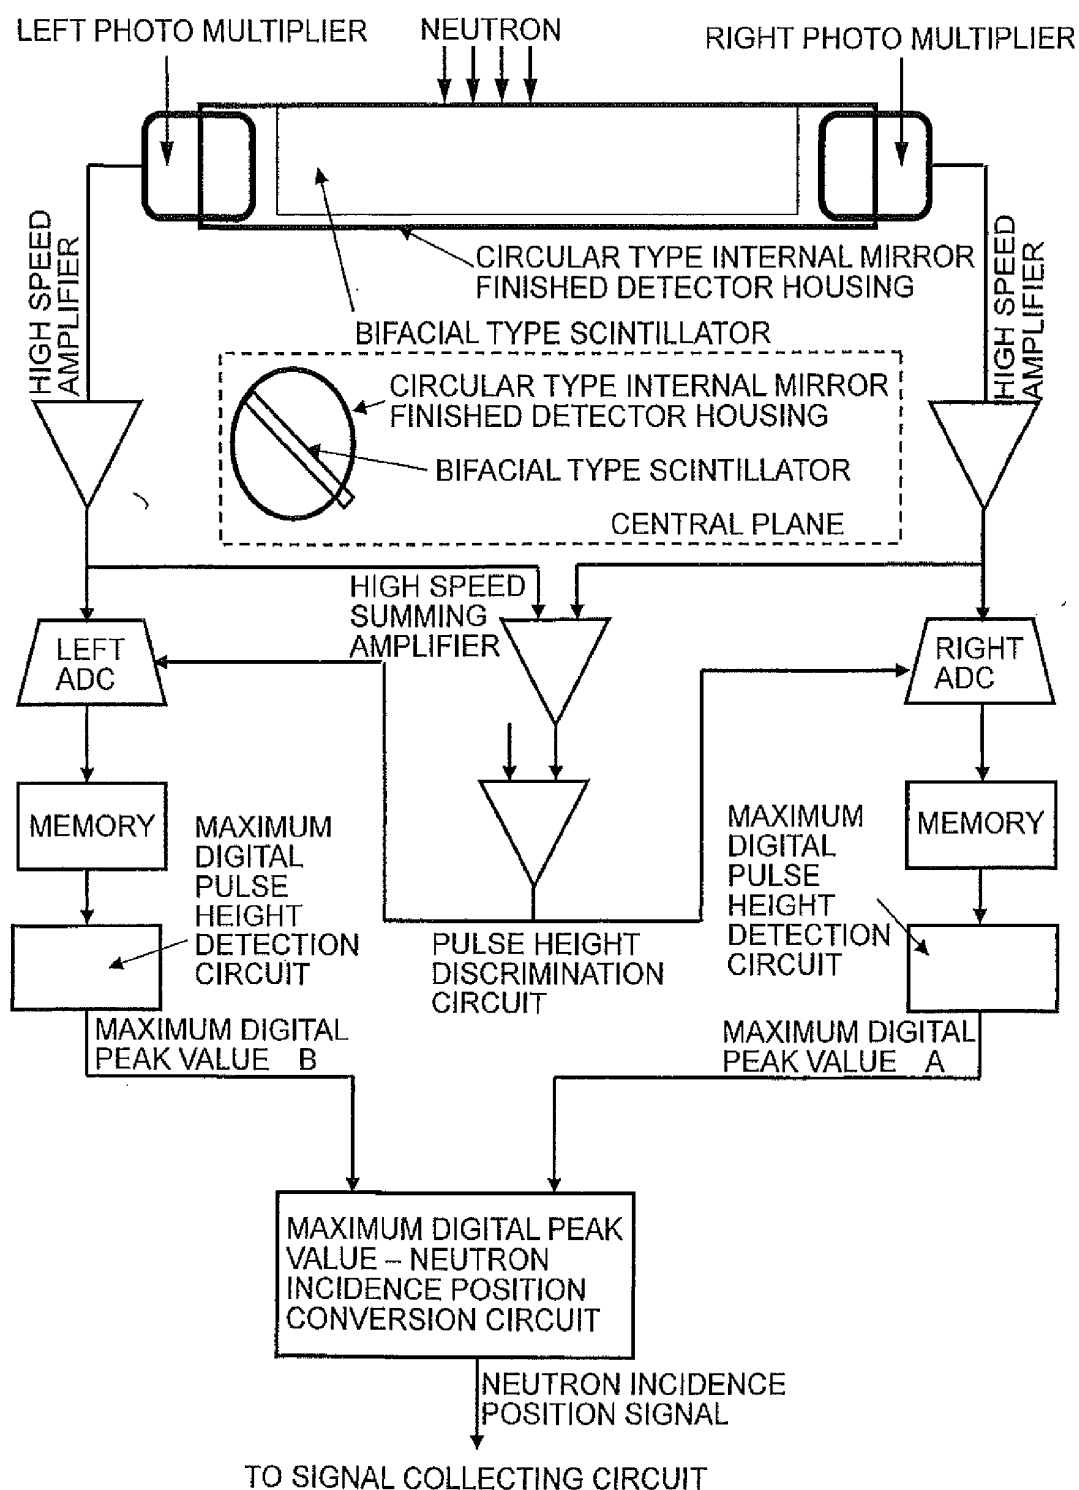 LEFT PHOTO MULTIPLIER
NEUTRON
RIGHT PHOTO MULTIPLIER
HIGH SPEED
AMPLIFIER
CIRCULAR TYPE INTERNAL MIRROR
FINISHED DETECTOR HOUSING
BIFACIAL TYPE SCINTILLATOR
HIGH SPEED
AMPLIFIER
CIRCULAR TYPE INTERNAL MIRROR
FINISHED DETECTOR HOUSING
BIFACIAL TYPE SCINTILLATOR
CENTRAL PLANE
HIGH SPEED
SUMMING
AMPLIFIER
LEFT
ADC
RIGHT
ADC
MEMORY
MAXIMUM
DIGITAL
PULSE
HEIGHT
DETECTION
CIRCUIT
MAXIMUM
DIGITAL
PULSE
HEIGHT
DETECTION
CIRCUIT
MEMORY
PULSE HEIGHT
DISCRIMINATION
CIRCUIT
MAXIMUM DIGITAL
PEAK VALUE B
MAXIMUM DIGITAL
PEAK VALUE A
MAXIMUM DIGITAL PEAK
VALUE – NEUTRON
INCIDENCE POSITION
CONVERSION CIRCUIT
NEUTRON INCIDENCE
POSITION SIGNAL
TO SIGNAL COLLECTING CIRCUIT